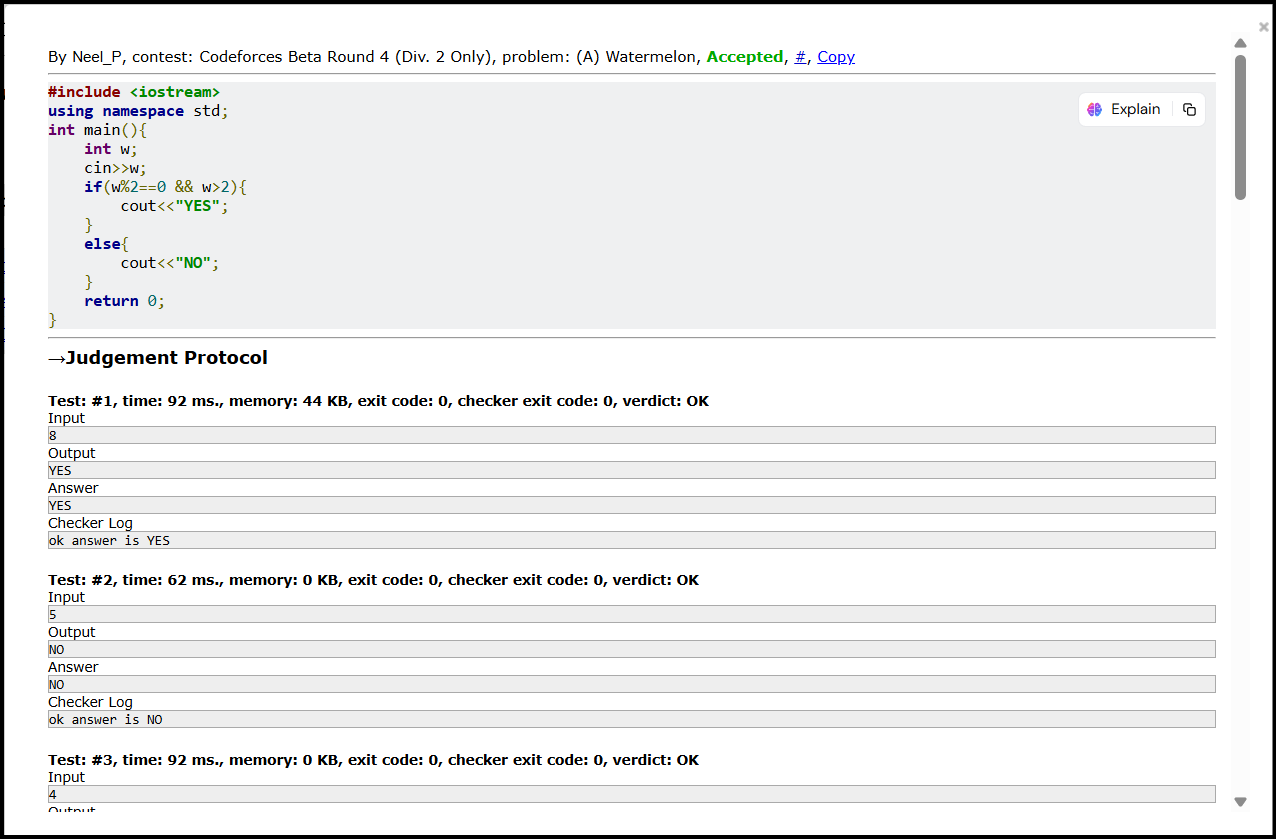 By Neel_P, contest: Codeforces Beta Round 4 (Div. 2 Only), problem: (A) Watermelon, Accepted, #, Copy
#include <iostream>
using namespace std;
int main(){
    int w;
    cin>>w;
    if(w%2==0 && w>2){
        cout<<"YES";
    }
    else{
        cout<<"NO";
    }
    return 0;
}
Explain
→Judgement Protocol
Test: #1, time: 92 ms., memory: 44 KB, exit code: 0, checker exit code: 0, verdict: OK
Input
8
Output
YES
Answer
YES
Checker Log
ok answer is YES
Test: #2, time: 62 ms., memory: 0 KB, exit code: 0, checker exit code: 0, verdict: OK
Input
5
Output
NO
Answer
NO
Checker Log
ok answer is NO
Test: #3, time: 92 ms., memory: 0 KB, exit code: 0, checker exit code: 0, verdict: OK
Input
4
Output